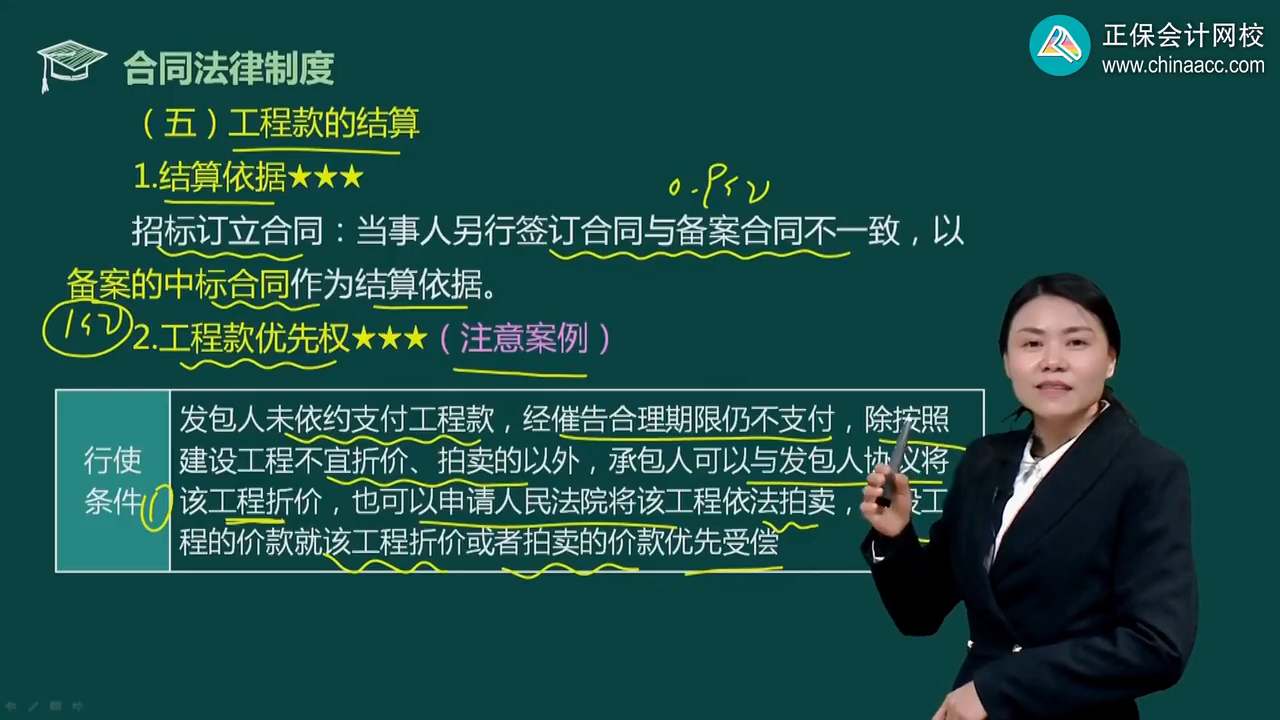 正保会计网校
www.chinaacc.com
合同法律制度
（五）工程款的结算
1.结算依据★★★
招标订立合同：当事人另行签订合同与备案合同不一致，以
备案的中标合同作为结算依据。
2.工程款优先权★★★（注意案例）
行使
条件
发包人未依约支付工程款，经催告合理期限仍不支付，除按照
建设工程不宜折价、拍卖的以外，承包人可以与发包人协议将
该工程折价，也可以申请人民法院将该工程依法拍卖，设工
程的价款就该工程折价或者拍卖的价款优先受偿
①